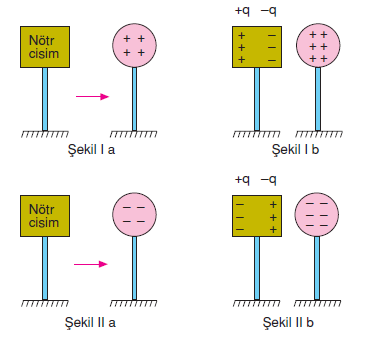 +q –q
Nötr
cisim
+ +
+ +
+ –
+ –
+ –
+ +
+ +
+ +
Şekil I a
Şekil I b
+q –q
Nötr
cisim
– –
– –
– +
– +
– +
– –
– –
– –
Şekil II a
Şekil II b